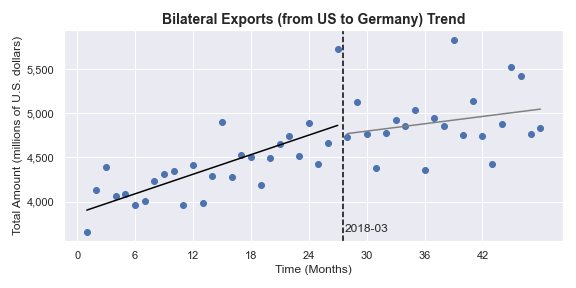 Bilateral Exports (from US to Germany) Trend
Total Amount (millions of U.S. dollars)
5,500
5,000
4,500
4,000
2018-03
0 6 12 18 24 30 36 42
Time (Months)